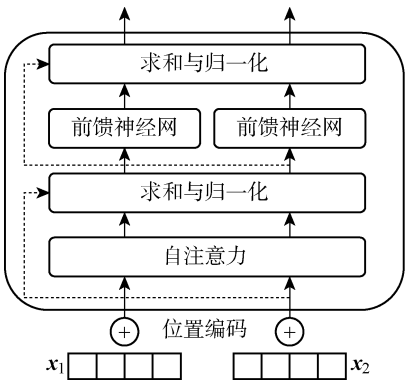 求和与归一化
前馈神经网 前馈神经网
求和与归一化
自注意力
+ 位置编码 +
x₁ x₂